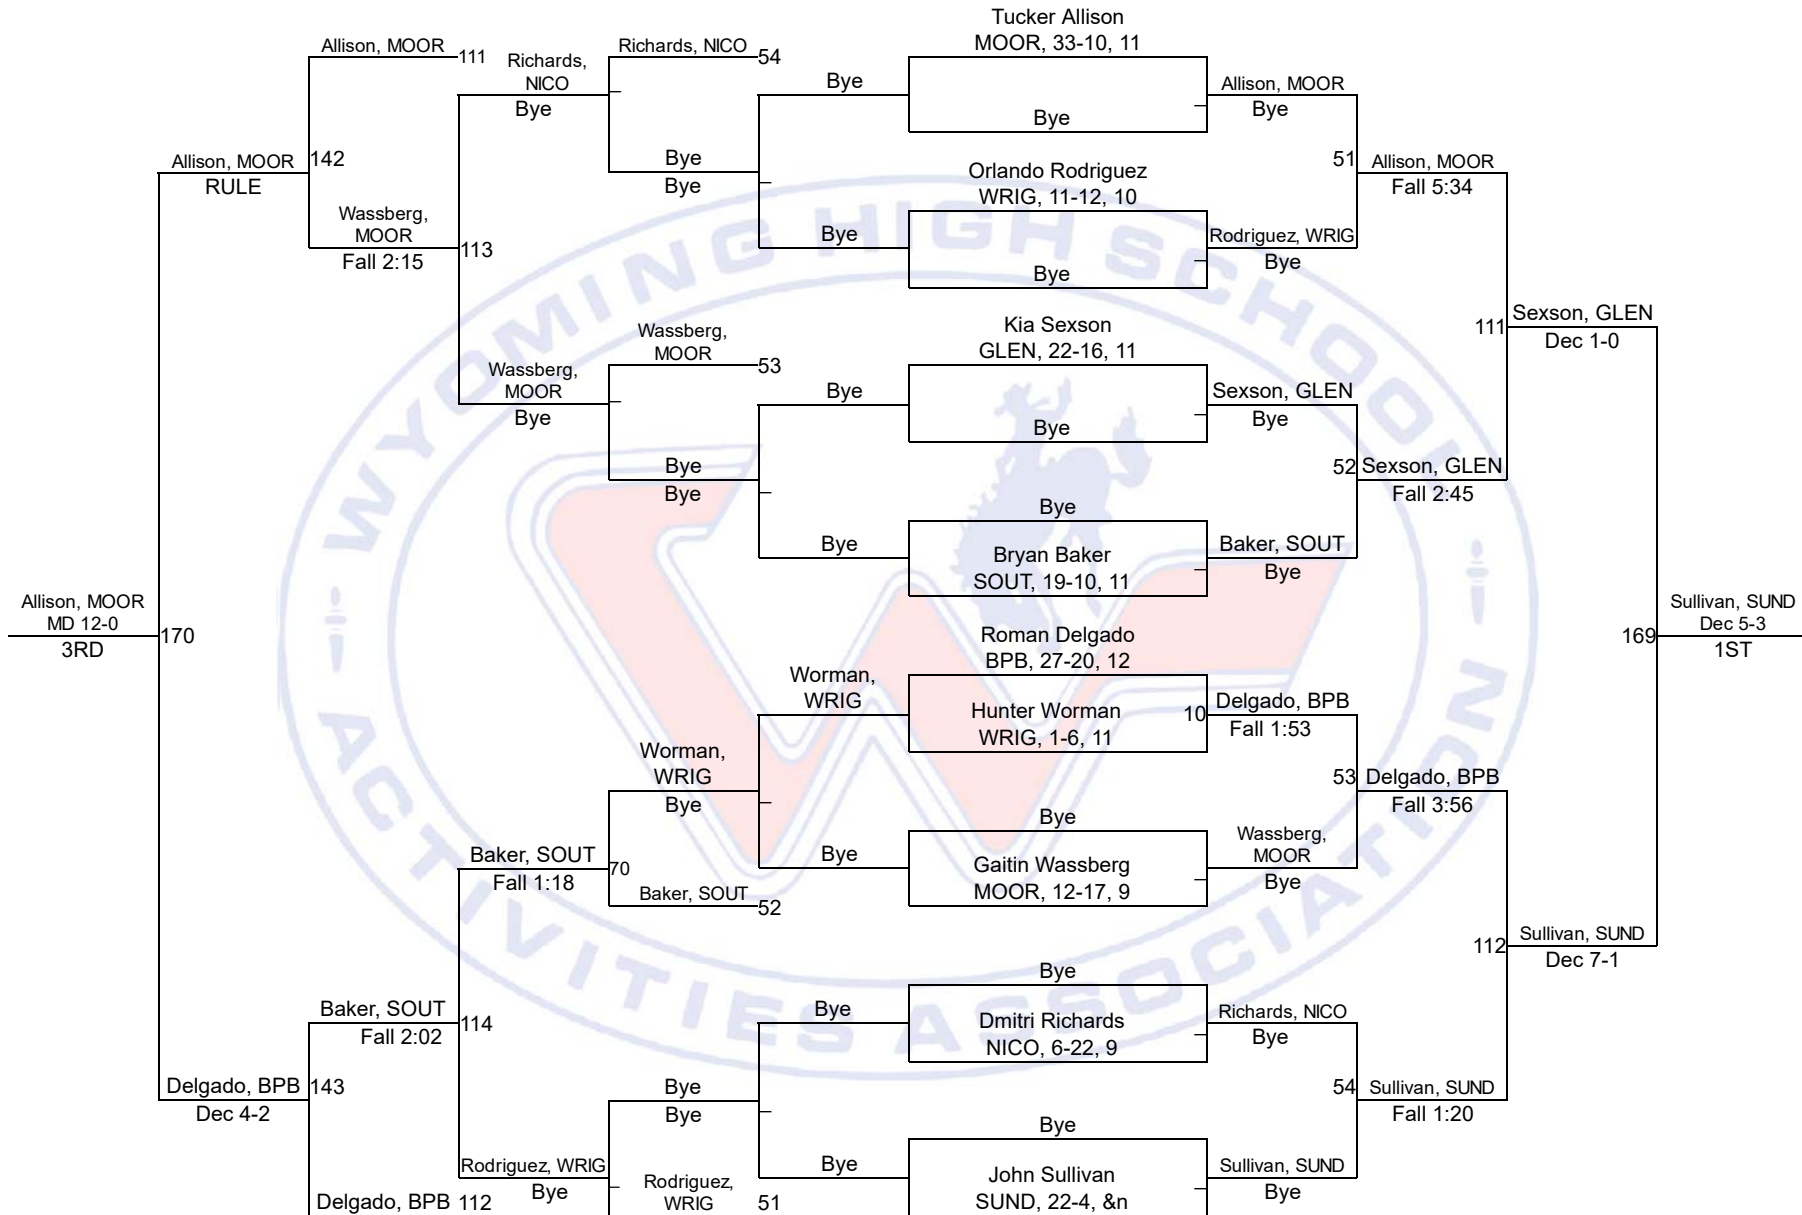 Allison, MOOR
MD 12-0
3RD
170
Allison, MOOR
RULE
Delgado, BPB
Dec 4-2
Allison, MOOR
111
142
Wassberg,
MOOR
Fall 2:15
Baker, SOUT
Fall 2:02
143
Delgado, BPB
112
Richards,
NICO
Bye
113
Wassberg,
MOOR
Bye
Baker, SOUT
Fall 1:18
114
Rodriguez, WRIG
Bye
Richards, NICO
54
Bye
Bye
Wassberg,
MOOR
53
Bye
Bye
Worman,
WRIG
Bye
70
Baker, SOUT
52
Bye
Bye
Rodriguez,
WRIG
51
Bye
Bye
Bye
Bye
Worman,
WRIG
Bye
Bye
Bye
Tucker Allison
MOOR, 33-10, 11
Bye
Orlando Rodriguez
WRIG, 11-12, 10
Bye
Kia Sexson
GLEN, 22-16, 11
Bye
Bye
Bryan Baker
SOUT, 19-10, 11
Roman Delgado
BPB, 27-20, 12
Hunter Worman
WRIG, 1-6, 11
10
Bye
Gaitin Wassberg
MOOR, 12-17, 9
Bye
Dmitri Richards
NICO, 6-22, 9
Bye
John Sullivan
SUND, 22-4, &n
Allison, MOOR
Bye
Rodriguez, WRIG
Bye
Sexson, GLEN
Bye
Baker, SOUT
Bye
Delgado, BPB
Fall 1:53
Wassberg,
MOOR
Bye
Richards, NICO
Bye
Sullivan, SUND
Bye
51
Allison, MOOR
Fall 5:34
52
Sexson, GLEN
Fall 2:45
53
Delgado, BPB
Fall 3:56
54
Sullivan, SUND
Fall 1:20
111
Sexson, GLEN
Dec 1-0
112
Sullivan, SUND
Dec 7-1
169
Sullivan, SUND
Dec 5-3
1ST
WYOMING HIGH SCHOOL
ACTIVITIES ASSOCIATION